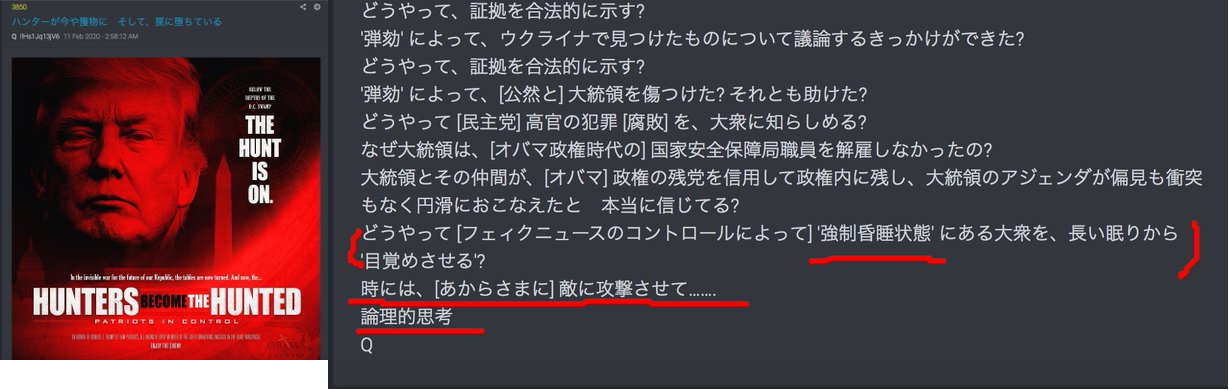 3850
ハンターが今や獲物に　そして、罠に堕ちている
Q !!Hs1Jq13jV6 11 Feb 2020 - 2:58:12 AM
BELOW THE
DEPTHS OF THE
D.C. SWAMP
THE
HUNT
IS
ON.
In the invisible war for the future of our Republic, the tables are now turned. And now, the...
HUNTERS BECOME THE HUNTED
PATRIOTS IN CONTROL
ENJOY THE SHOW!
どうやって、証拠を合法的に示す?
'弾劾' によって、ウクライナで見つけたものについて議論するきっかけができた?
どうやって、証拠を合法的に示す?
'弾劾' によって、[公然と] 大統領を傷つけた? それとも助けた?
どうやって [民主党] 高官の犯罪 [腐敗] を、大衆に知らしめる?
なぜ大統領は、[オバマ政権時代の] 国家安全保障局職員を解雇しなかったの?
大統領とその仲間が、[オバマ] 政権の残党を信用して政権内に残し、大統領のアジェンダが偏見も衝突
もなく円滑におこなえたと　本当に信じてる?
どうやって [フェイクニュースのコントロールによって] '強制昏睡状態' にある大衆を、長い眠りから
'目覚めさせる'?
時には、[あからさまに] 敵に攻撃させて.......
論理的思考
Q